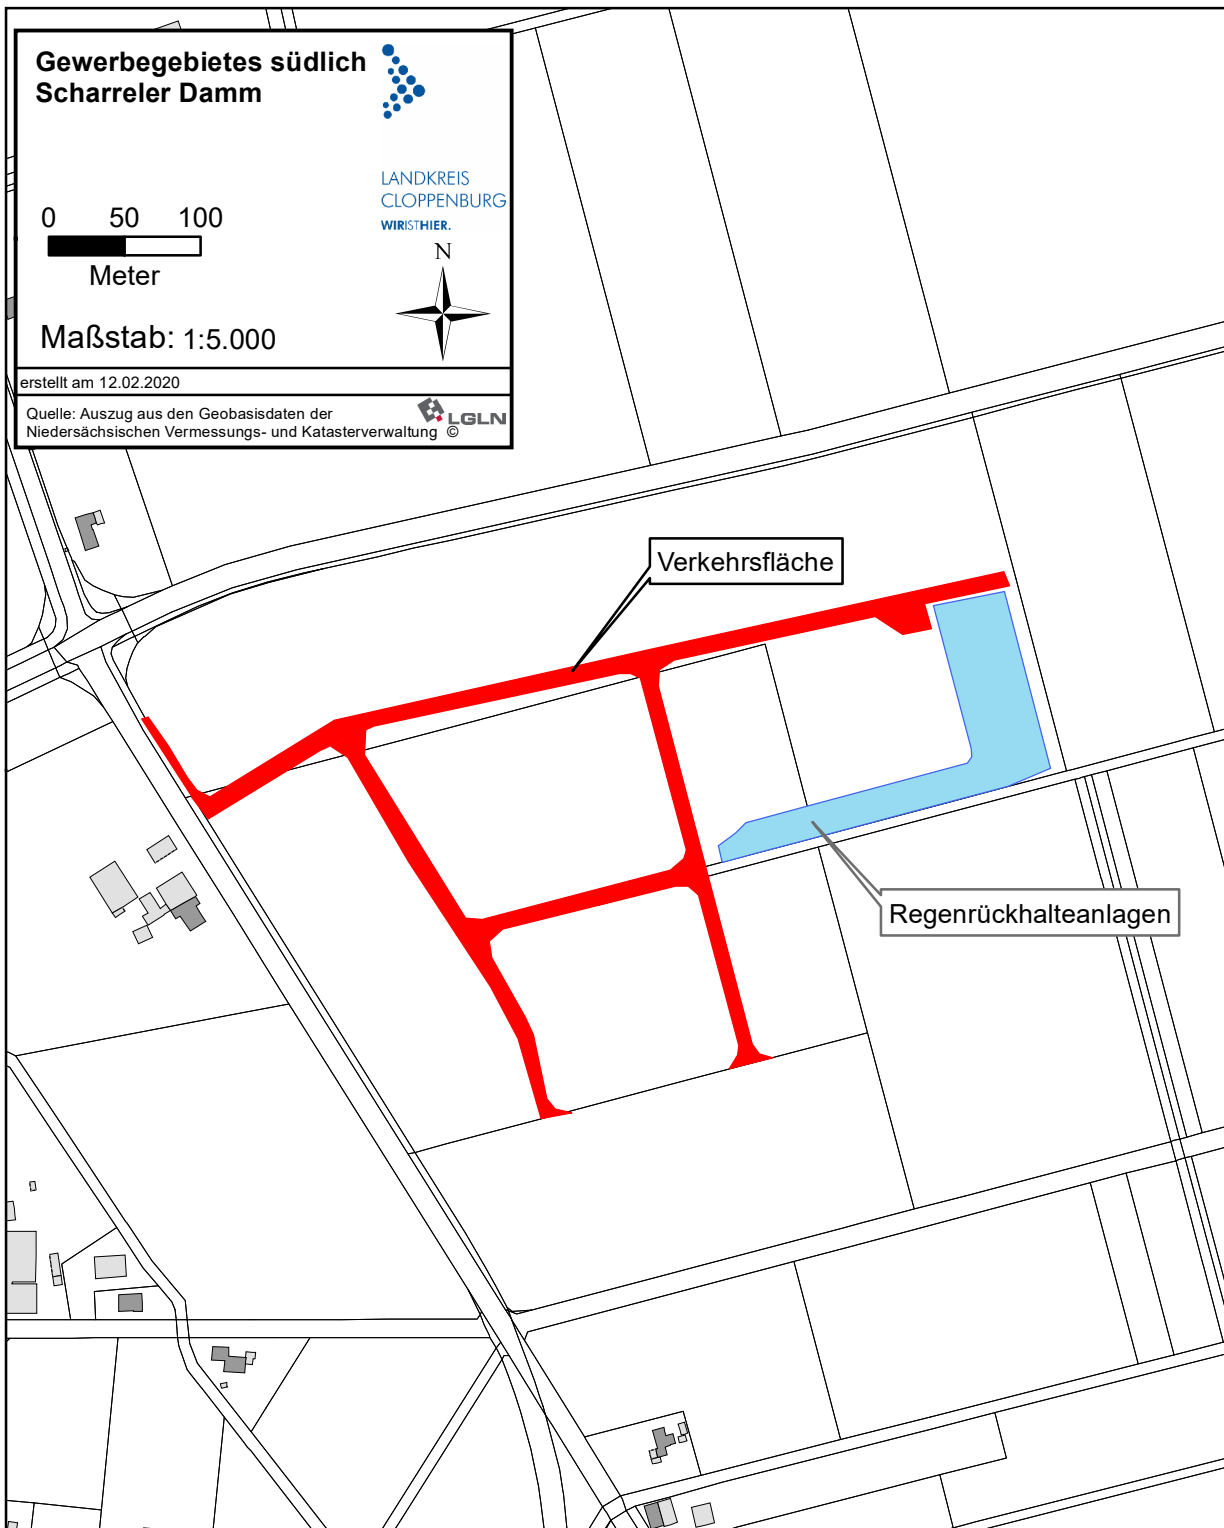 Gewerbegebietes südlich
Scharreler Damm
LANDKREIS
CLOPPENBURG
WIRISTHIER.
0 50 100
Meter
N
Maßstab: 1:5.000
erstellt am 12.02.2020
Quelle: Auszug aus den Geobasisdaten der
Niedersächsischen Vermessungs- und Katasterverwaltung ©
LGLN
Verkehrsfläche
Regenrückhalteanlagen